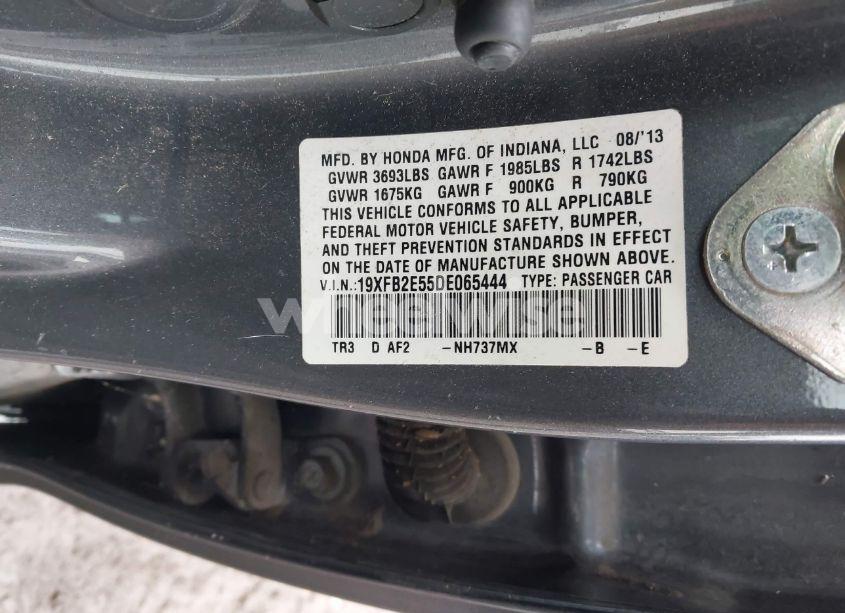 MFD. BY HONDA MFG. OF INDIANA, LLC 08/'13
GVWR 3693LBS GAWR F 1985LBS R 1742LBS
GVWR 1675KG GAWR F 900KG R 790KG
THIS VEHICLE CONFORMS TO ALL APPLICABLE
FEDERAL MOTOR VEHICLE SAFETY, BUMPER,
AND THEFT PREVENTION STANDARDS IN EFFECT
ON THE DATE OF MANUFACTURE SHOWN ABOVE.
V.I.N.:19XFB2E55DE065444 TYPE: PASSENGER CAR
wheelwise
TR3 D AF2 -NH737MX -B -E